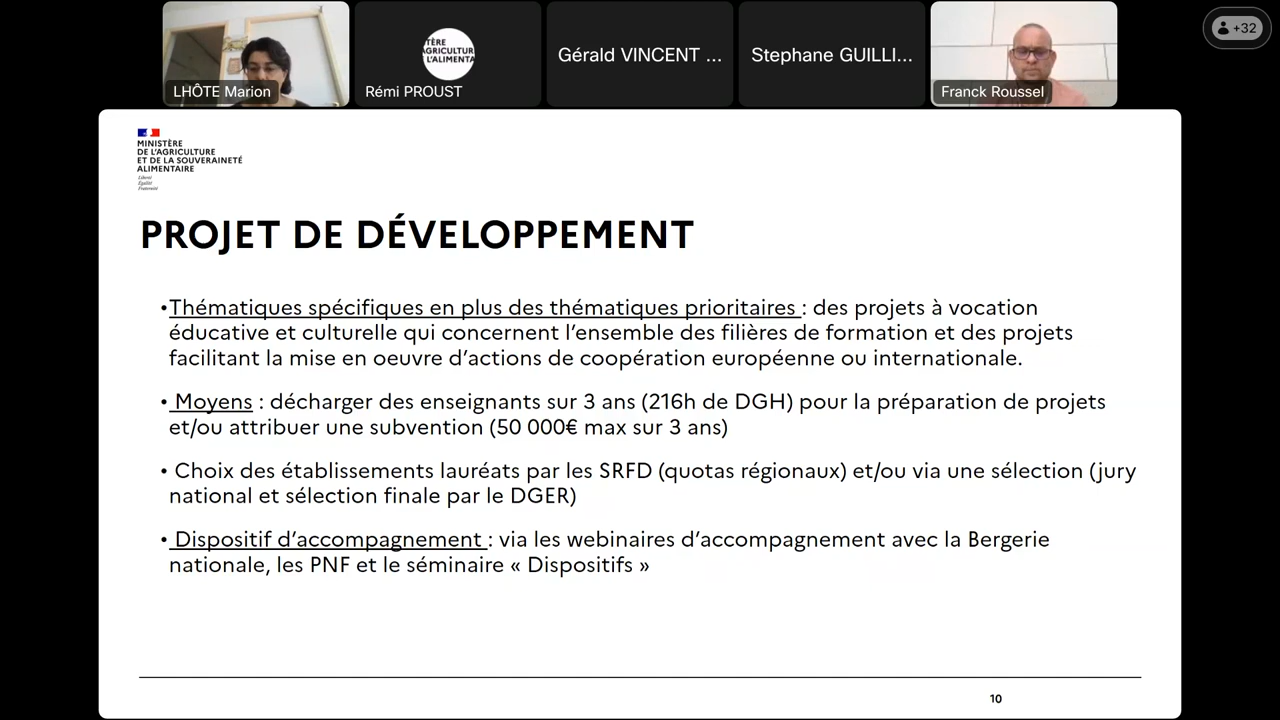 +32
TÈRE
AGRICULTUR
L'ALIMENTA
Gérald VINCENT ...
Stephane GUILLI...
LHÔTE Marion
Rémi PROUST
Franck Roussel
MINISTÈRE
DE L'AGRICULTURE
ET DE LA SOUVERAINETÉ
ALIMENTAIRE
Liberté
Égalité
Fraternité
PROJET DE DÉVELOPPEMENT
•Thématiques spécifiques en plus des thématiques prioritaires : des projets à vocation
éducative et culturelle qui concernent l'ensemble des filières de formation et des projets
facilitant la mise en oeuvre d'actions de coopération européenne ou internationale.
• Moyens : décharger des enseignants sur 3 ans (216h de DGH) pour la préparation de projets
et/ou attribuer une subvention (50 000€ max sur 3 ans)
• Choix des établissements lauréats par les SRFD (quotas régionaux) et/ou via une sélection (jury
national et sélection finale par le DGER)
• Dispositif d'accompagnement : via les webinaires d'accompagnement avec la Bergerie
nationale, les PNF et le séminaire « Dispositifs »
10